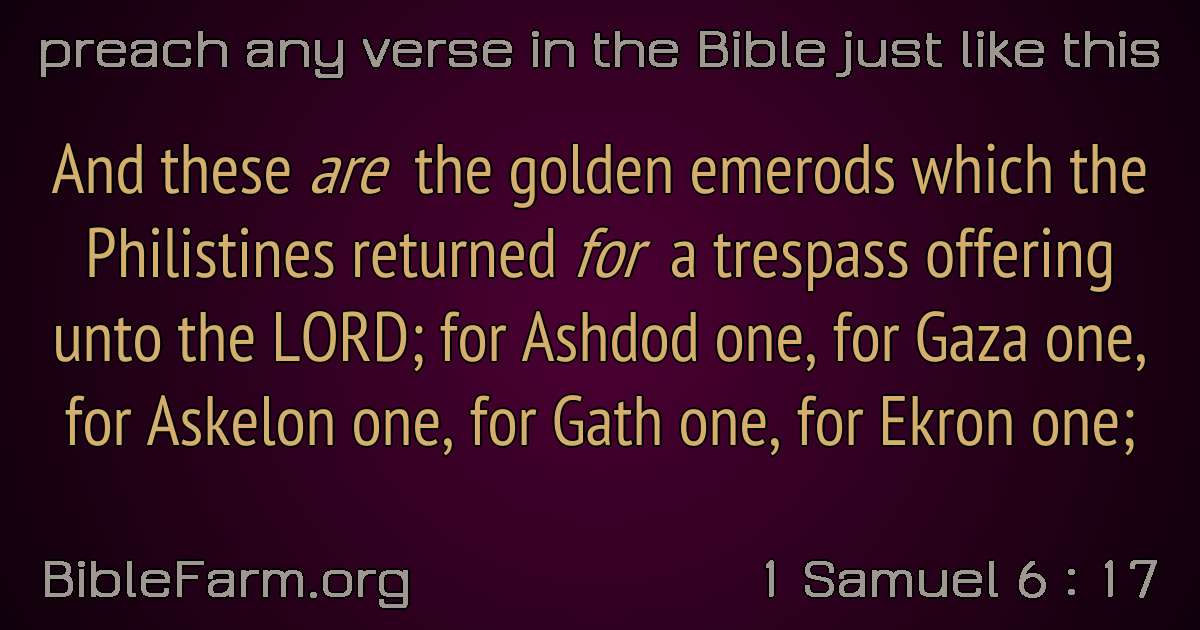 preach any verse in the Bible just like this
And these are the golden emerods which the
Philistines returned for a trespass offering
unto the LORD; for Ashdod one, for Gaza one,
for Askelon one, for Gath one, for Ekron one;
BibleFarm.org
1 Samuel 6 : 17